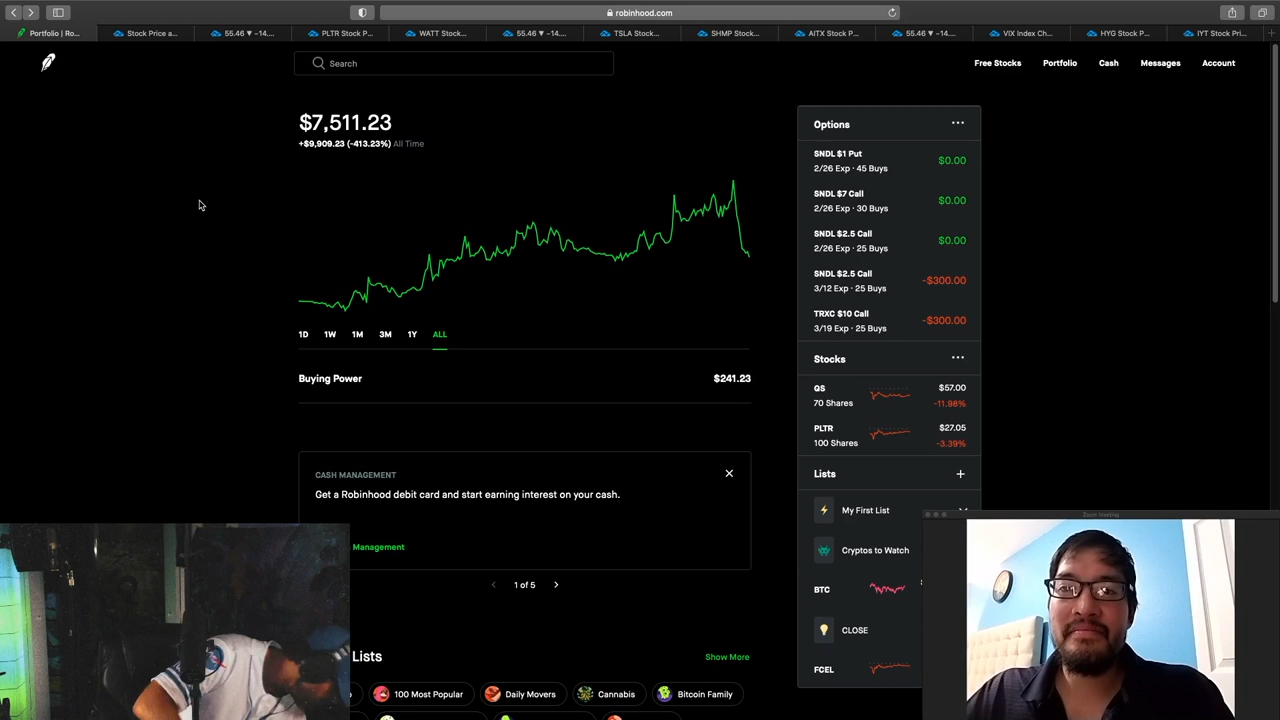 robinhood.com
Portfolio | Ro...
Stock Price a...
55.46 ▼ −14....
PLTR Stock P...
WATT Stock...
55.46 ▼ −14....
TSLA Stock...
SHMP Stock...
AITX Stock P...
55.46 ▼ −14....
VIX Index Ch...
HYG Stock P...
IYT Stock Pri...
Search
Free Stocks
Portfolio
Cash
Messages
Account
$7,511.23
+$9,909.23 (-413.23%) All Time
1D
1W
1M
3M
1Y
ALL
Buying Power
$241.23
CASH MANAGEMENT
Get a Robinhood debit card and start earning interest on your cash.
Management
1 of 5
Lists
Show More
100 Most Popular
Daily Movers
Cannabis
Bitcoin Family
Options
SNDL $1 Put
2/26 Exp · 45 Buys
$0.00
SNDL $7 Call
2/26 Exp · 30 Buys
$0.00
SNDL $2.5 Call
2/26 Exp · 25 Buys
$0.00
SNDL $2.5 Call
3/12 Exp · 25 Buys
-$300.00
TRXC $10 Call
3/19 Exp · 25 Buys
-$300.00
Stocks
QS
70 Shares
$57.00
-11.98%
PLTR
100 Shares
$27.05
-3.39%
Lists
My First List
Cryptos to Watch
BTC
CLOSE
FCEL
Zoom Meeting